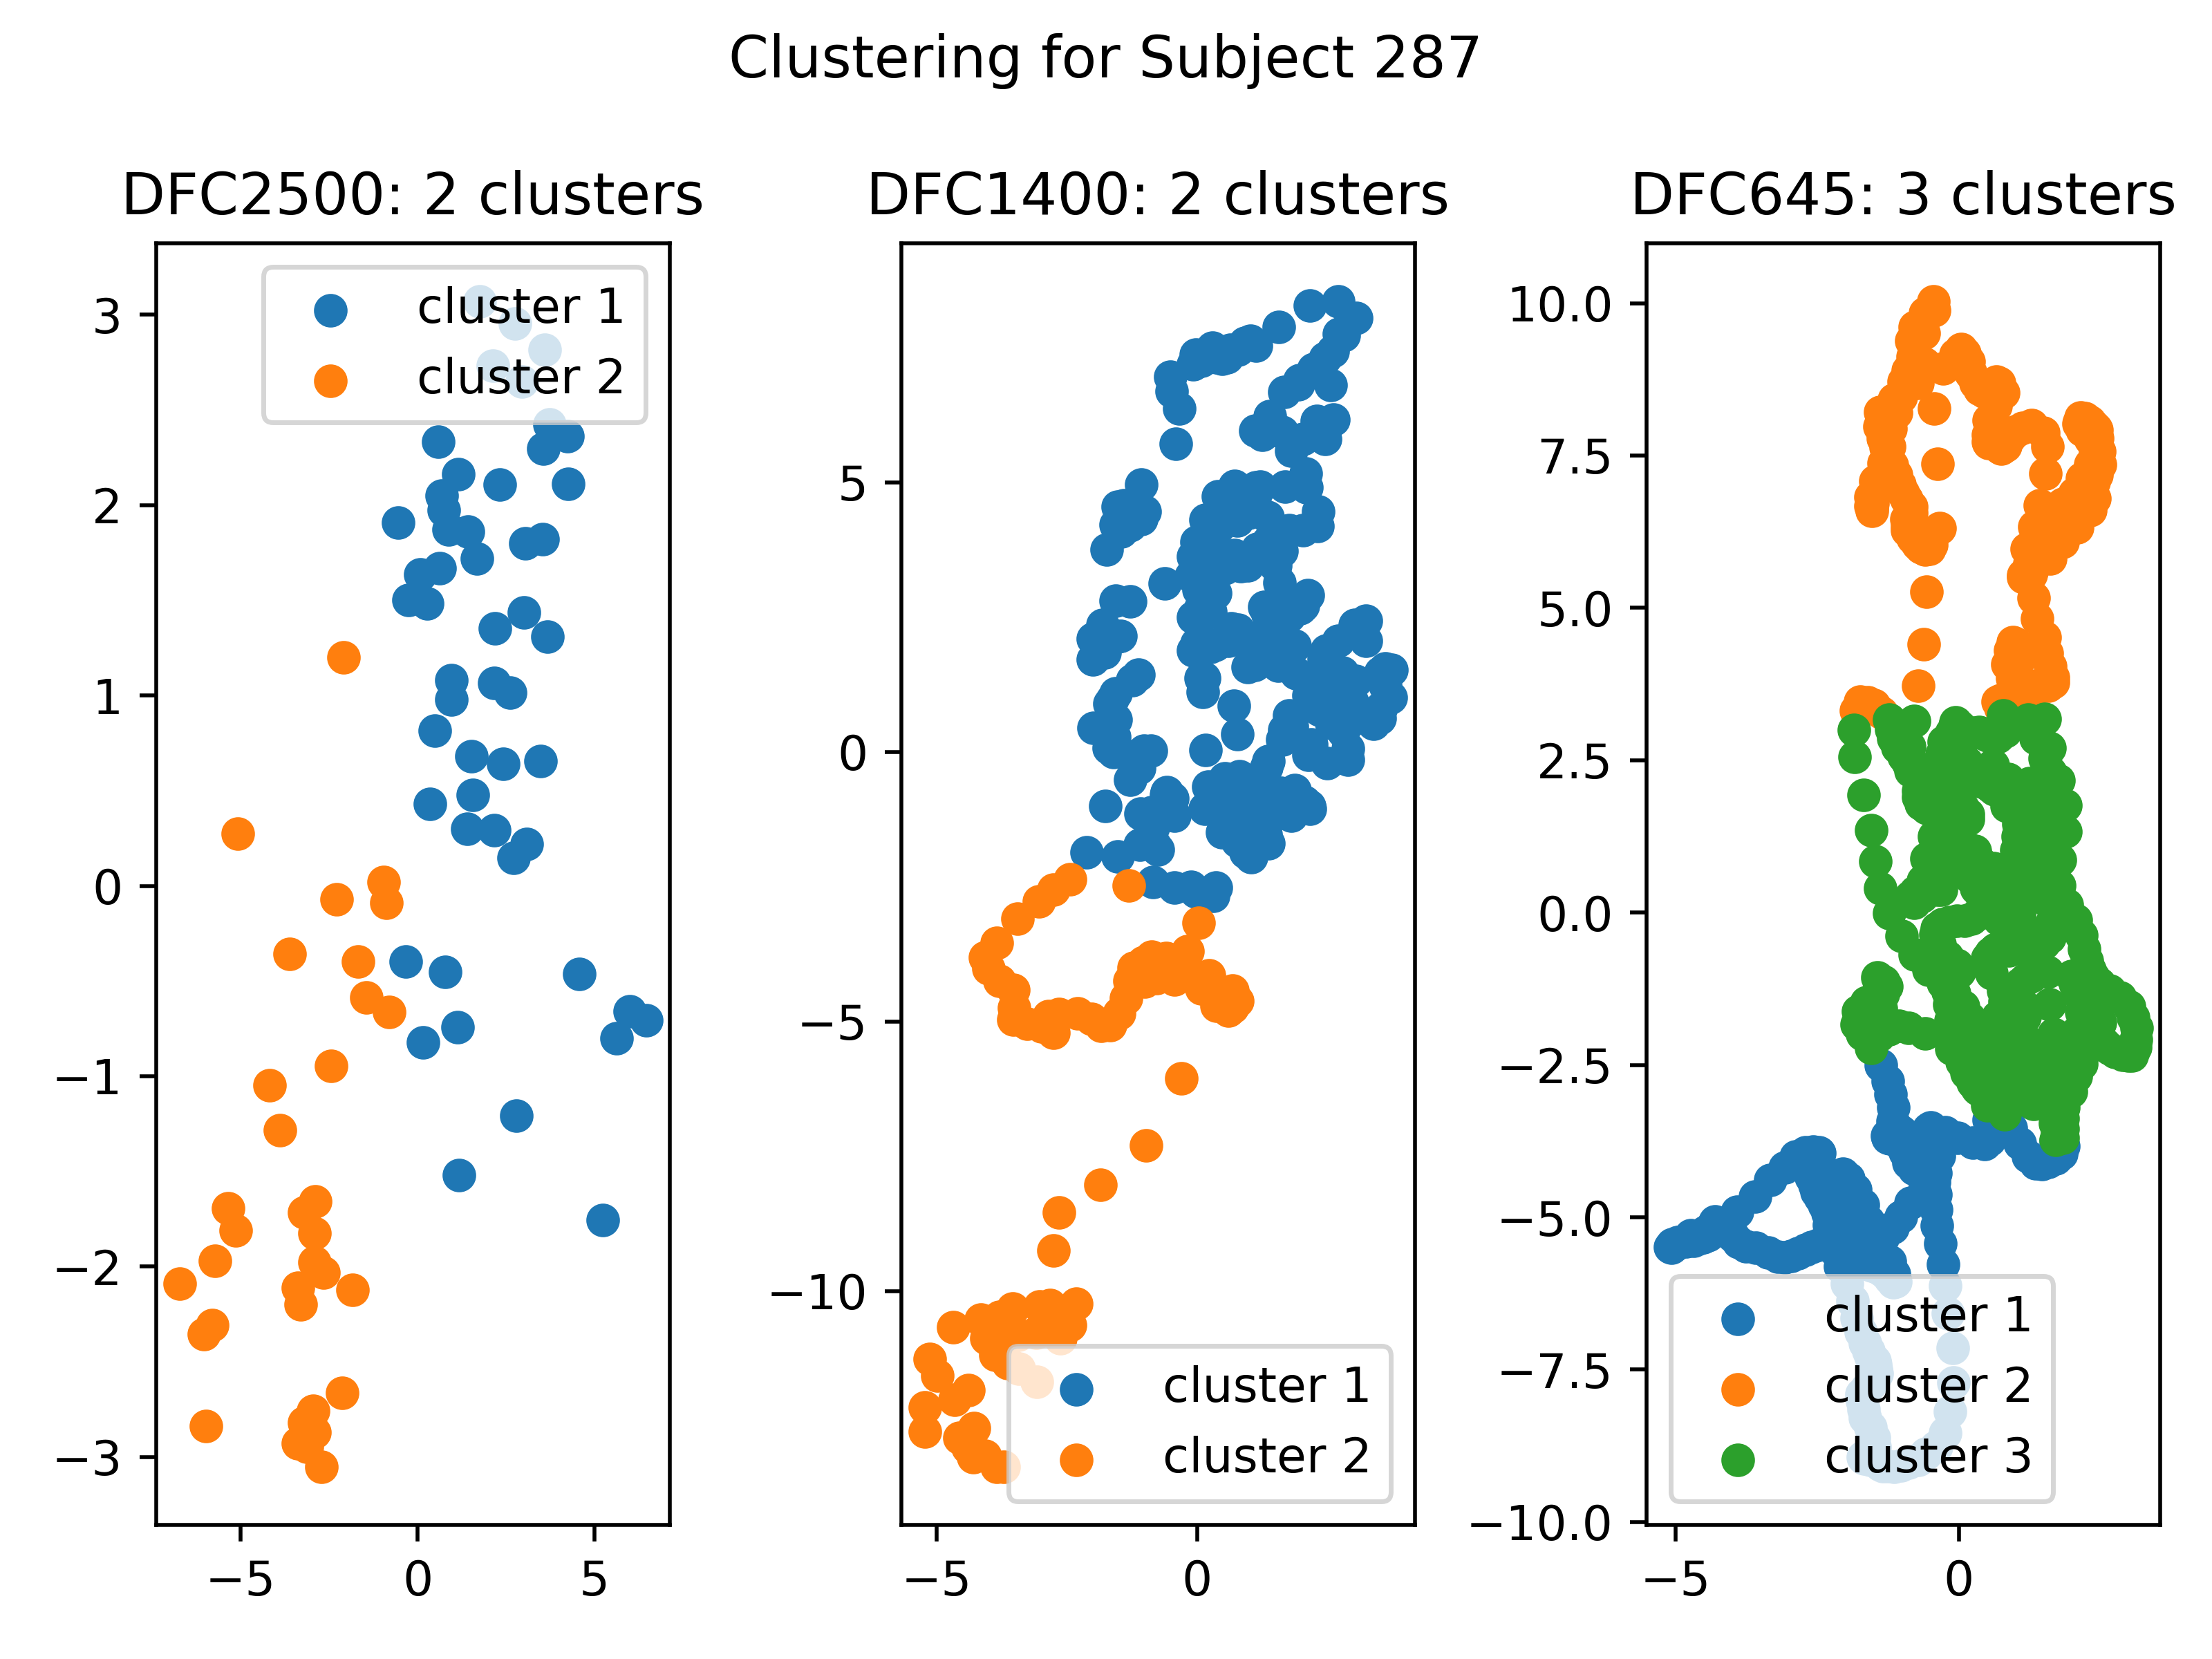 Clustering for Subject 287
DFC2500: 2 clusters
cluster 1
cluster 2
3
2
1
0
−1
−2
−3
−5
0
5
DFC1400: 2 clusters
5
0
−5
−10
cluster 1
cluster 2
−5
0
DFC645: 3 clusters
10.0
7.5
5.0
2.5
0.0
−2.5
−5.0
−7.5
−10.0
cluster 1
cluster 2
cluster 3
−5
0